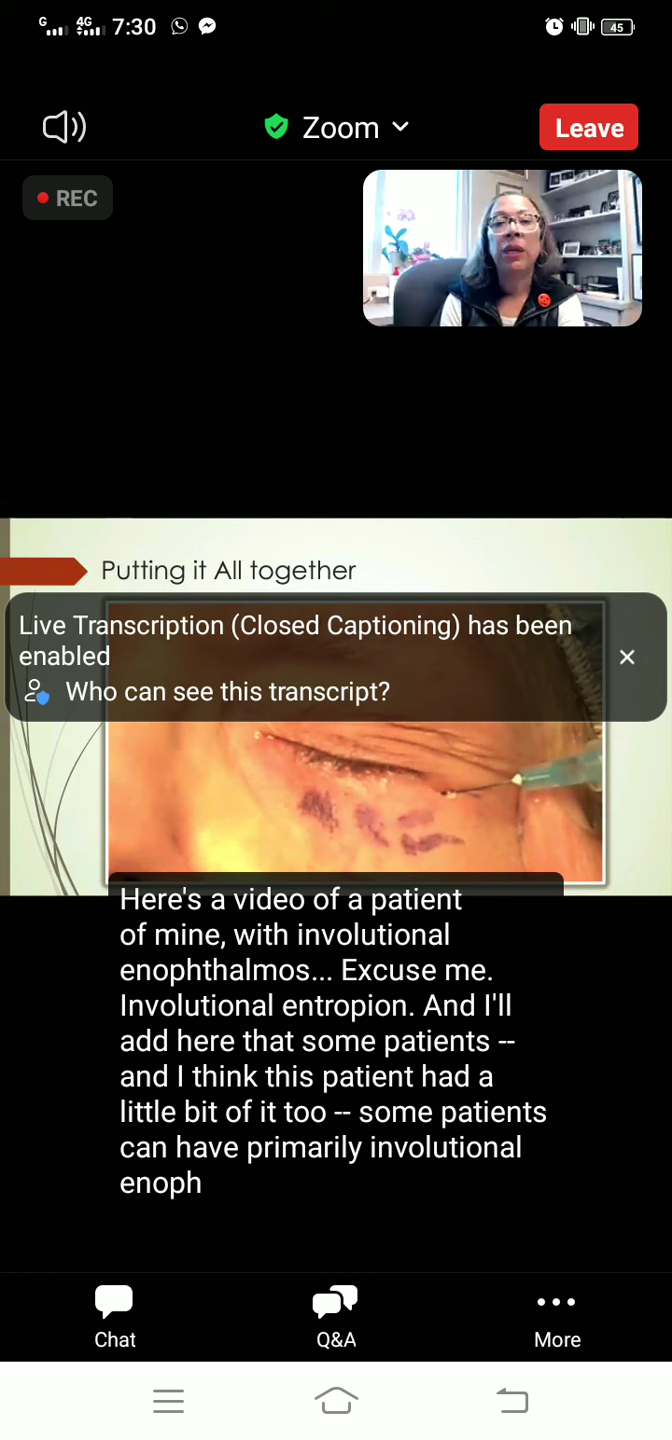 G 4G 7:30 45
Zoom Leave
REC
Putting it All together
Live Transcription (Closed Captioning) has been
enabled
Who can see this transcript?
Here's a video of a patient
of mine, with involutional
enophthalmos... Excuse me.
Involutional entropion. And I'll
add here that some patients --
and I think this patient had a
little bit of it too -- some patients
can have primarily involutional
enoph
Chat Q&A More